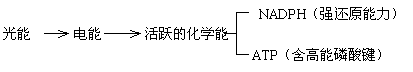 NADPH（强还原能力）
光能 → 电能 → 活跃的化学能
ATP（含高能磷酸键）